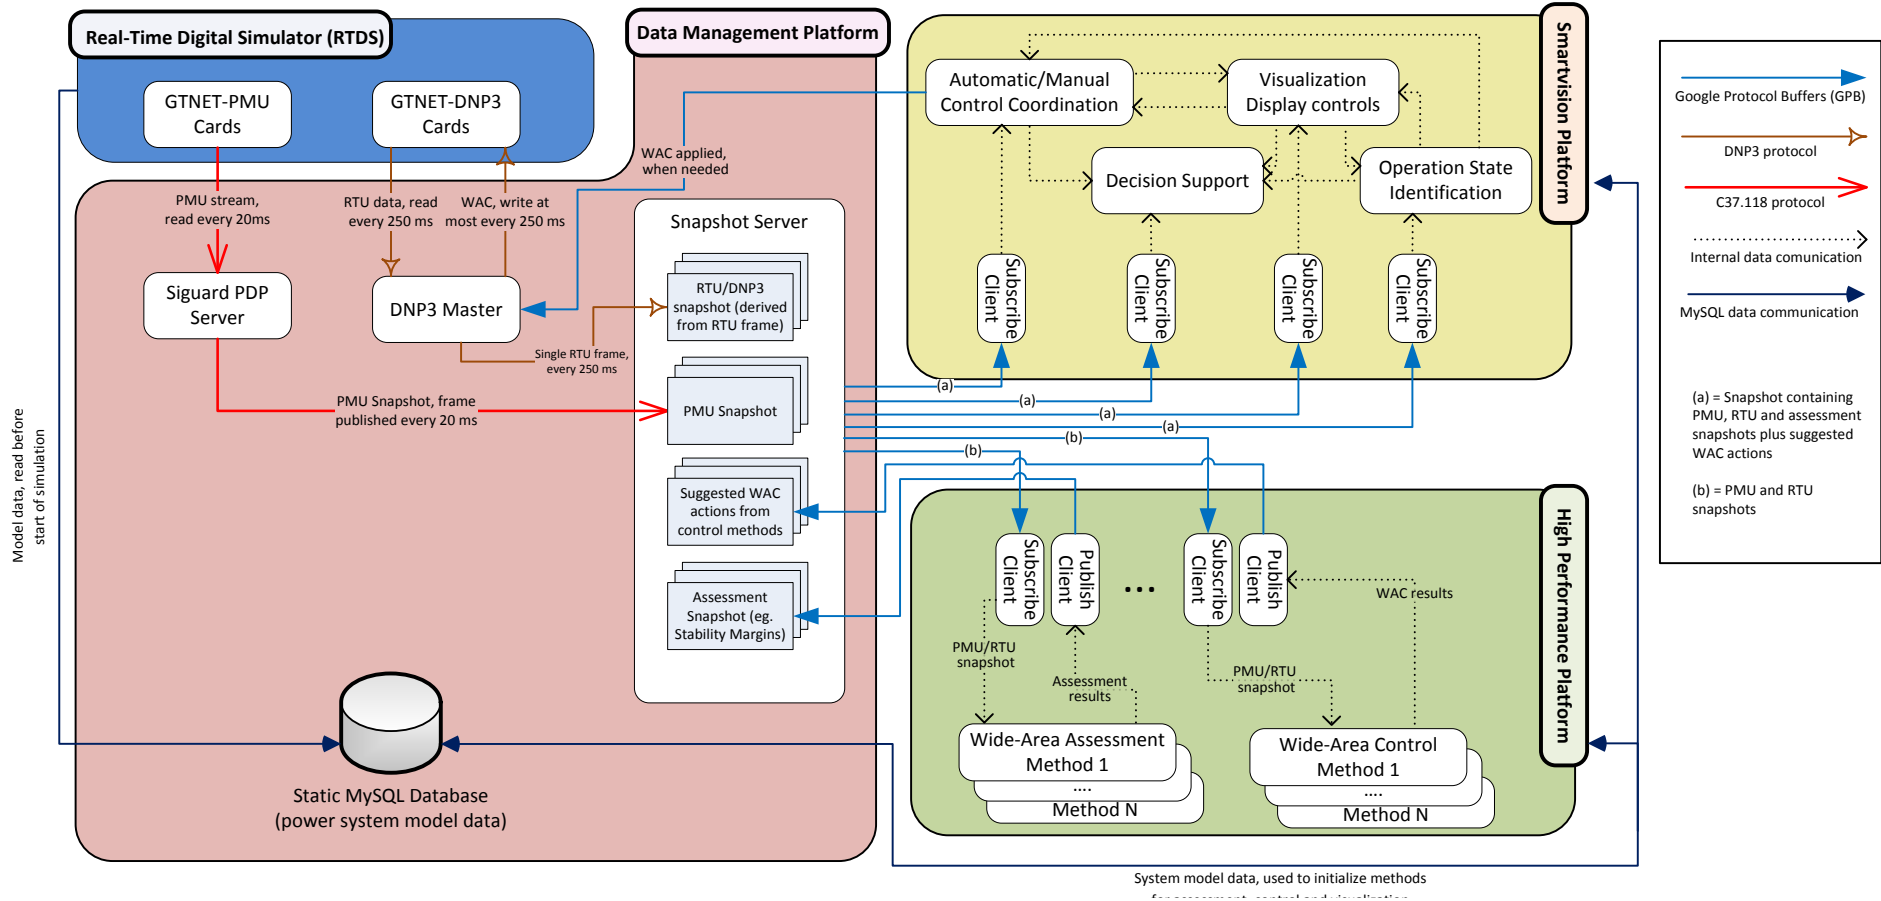 Real-Time Digital Simulator (RTDS)
GTNET-PMU
Cards
GTNET-DNP3
Cards
Data Management Platform
PMU stream,
read every 20ms
RTU data, read
every 250 ms
WAC, write at
most every 250 ms
WAC applied,
when needed
Siguard PDP
Server
DNP3 Master
Single RTU frame,
every 250 ms
PMU Snapshot, frame
published every 20 ms
Snapshot Server
RTU/DNP3
snapshot (derived
from RTU frame)
PMU Snapshot
Suggested WAC
actions from
control methods
Assessment
Snapshot (eg.
Stability Margins)
Static MySQL Database
(power system model data)
Model data, read before
start of simulation
Smartvision Platform
Automatic/Manual
Control Coordination
Visualization
Display controls
Decision Support
Operation State
Identification
Subscribe
Client
Subscribe
Client
Subscribe
Client
Subscribe
Client
(a)
(a)
(a)
(a)
(b)
(b)
High Performance Platform
Subscribe
Client
Publish
Client
...
Subscribe
Client
Publish
Client
PMU/RTU
snapshot
Assessment
results
PMU/RTU
snapshot
WAC results
Wide-Area Assessment
Method 1
....
Method N
Wide-Area Control
Method 1
....
Method N
System model data, used to initialize methods
for assessment, control and visualization
Google Protocol Buffers (GPB)
DNP3 protocol
C37.118 protocol
Internal data comunication
MySQL data communication
(a) = Snapshot containing
PMU, RTU and assessment
snapshots plus suggested
WAC actions
(b) = PMU and RTU
snapshots